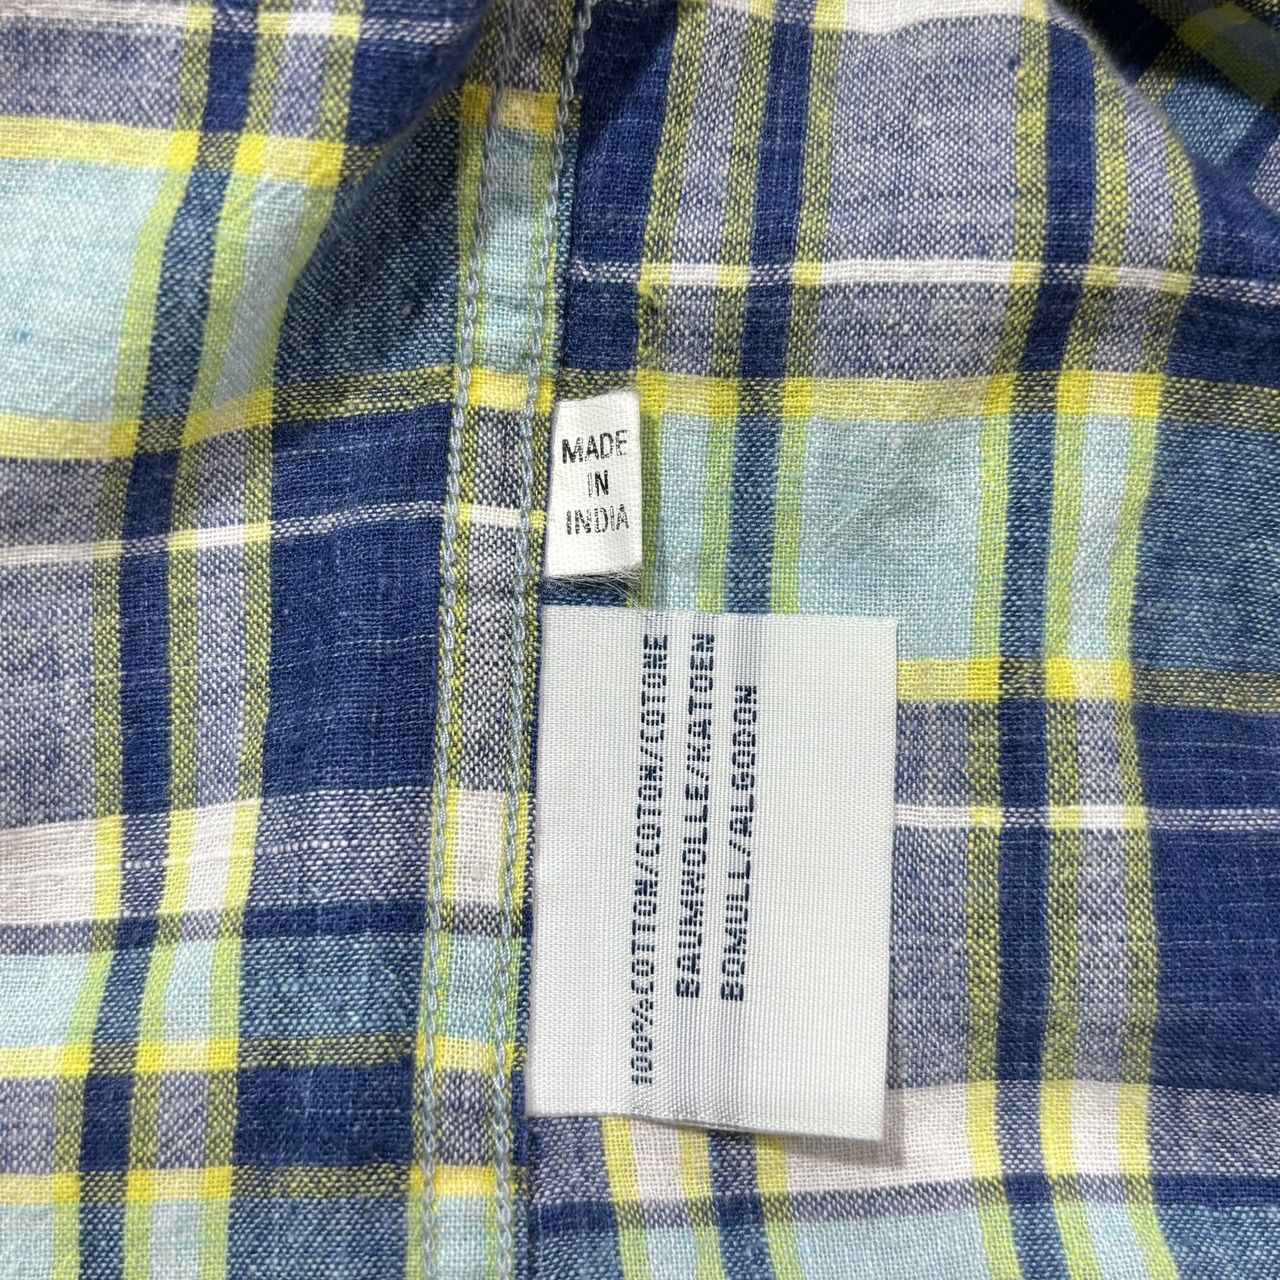 MADE
IN
INDIA
100%COTTON/COTON/COTONE
BAUMWOLLE/KATOEN
BOMULL/ALGODON